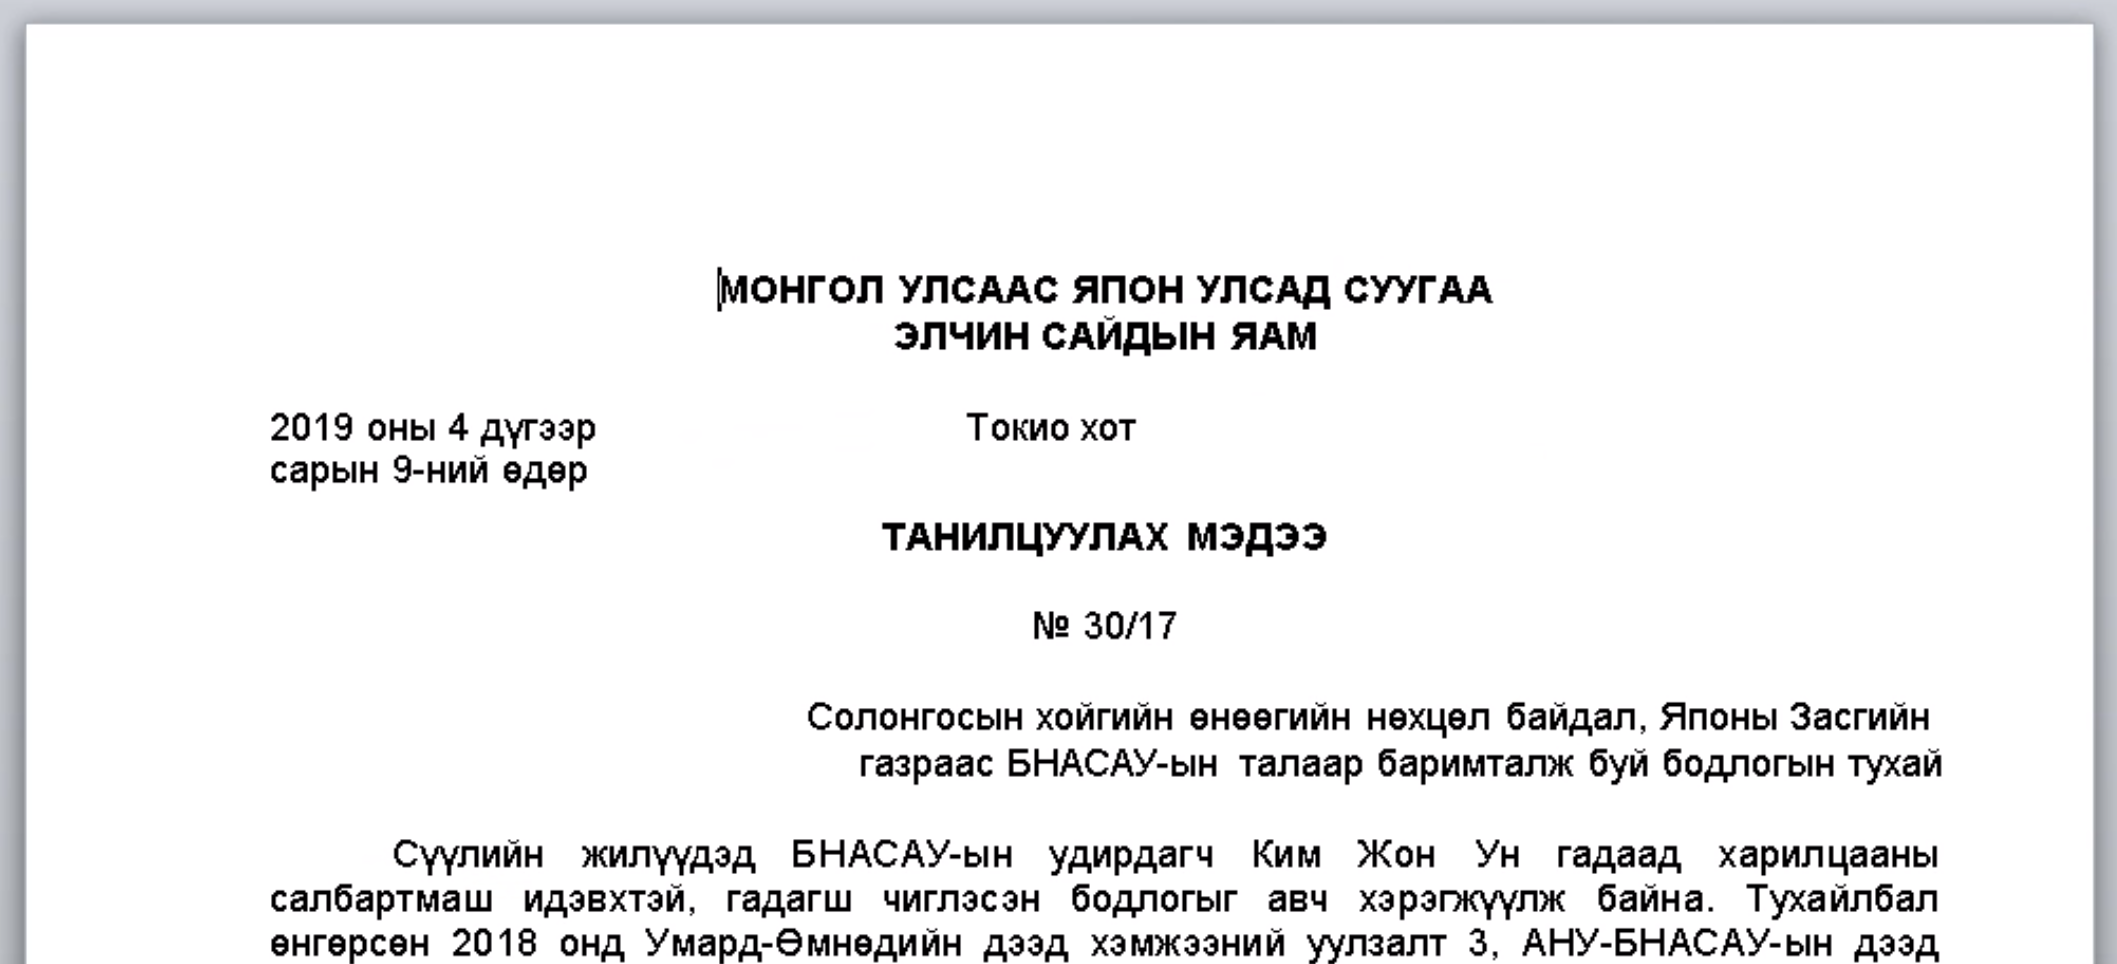 МОНГОЛ УЛСААС ЯПОН УЛСАД СУУГАА
ЭЛЧИН САЙДЫН ЯАМ
2019 оны 4 дүгээр Токио хот
сарын 9-ний өдөр
ТАНИЛЦУУЛАХ МЭДЭЭ
№ 30/17
Солонгосын хойгийн өнөөгийн нөхцөл байдал, Японы Засгийн
газраас БНАСАУ-ын талаар баримталж буй бодлогын тухай
Сүүлийн жилүүдэд БНАСАУ-ын удирдагч Ким Жон Ун гадаад харилцааны
салбартмаш идэвхтэй, гадагш чиглэсэн бодлогыг авч хэрэгжүүлж байна. Тухайлбал
өнгөрсөн 2018 онд Умард-Өмнөдийн дээд хэмжээний уулзалт 3, АНУ-БНАСАУ-ын дээд